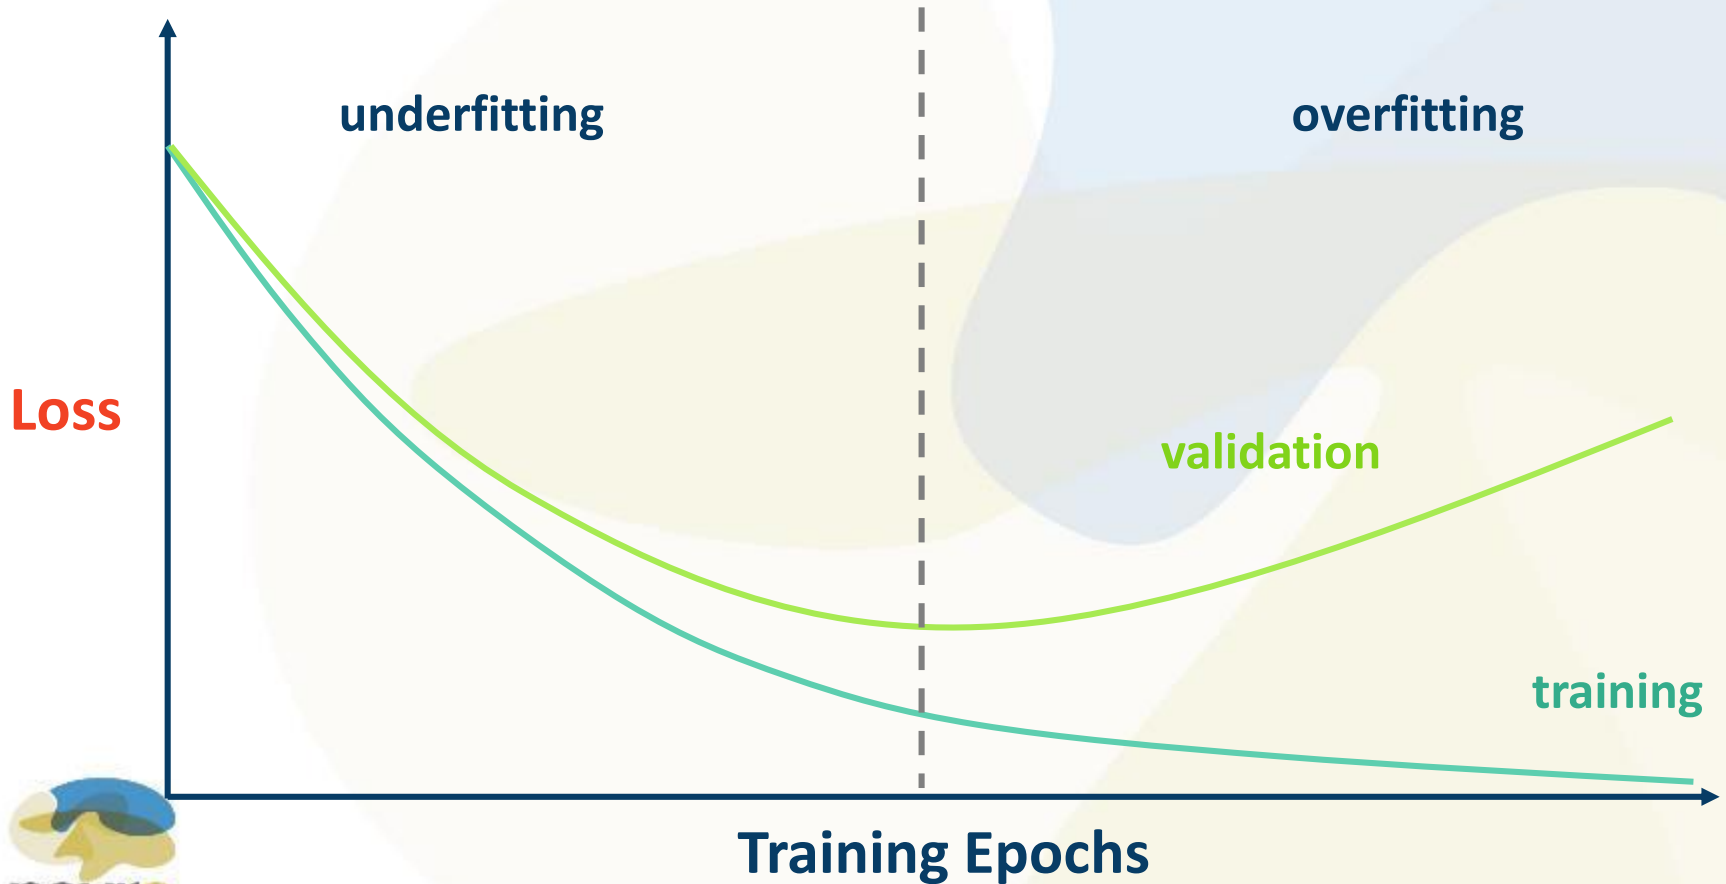 underfitting
overfitting
Loss
validation
training
Training Epochs